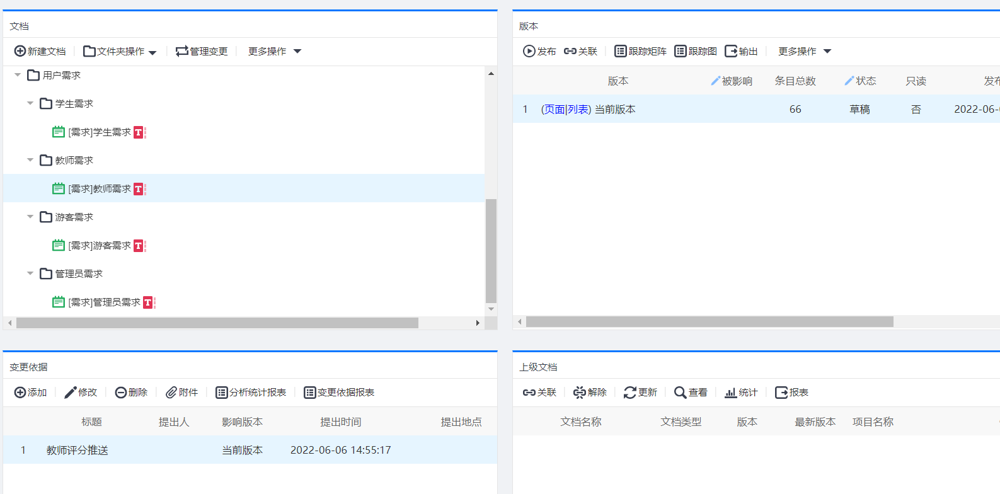 文档
新建文档 文件夹操作 管理变更 更多操作
用户需求
学生需求
[需求]学生需求 T
教师需求
[需求]教师需求 T
游客需求
[需求]游客需求 T
管理员需求
[需求]管理员需求 T
版本
发布 关联 跟踪矩阵 跟踪图 输出 更多操作
版本 被影响 条目总数 状态 只读 发布
1 (页面|列表) 当前版本 66 草稿 否 2022-06-
变更依据
添加 修改 删除 附件 分析统计报表 变更依据报表
标题 提出人 影响版本 提出时间 提出地点
1 教师评分推送 当前版本 2022-06-06 14:55:17
上级文档
关联 解除 更新 查看 统计 报表
文档名称 文档类型 版本 最新版本 项目名称